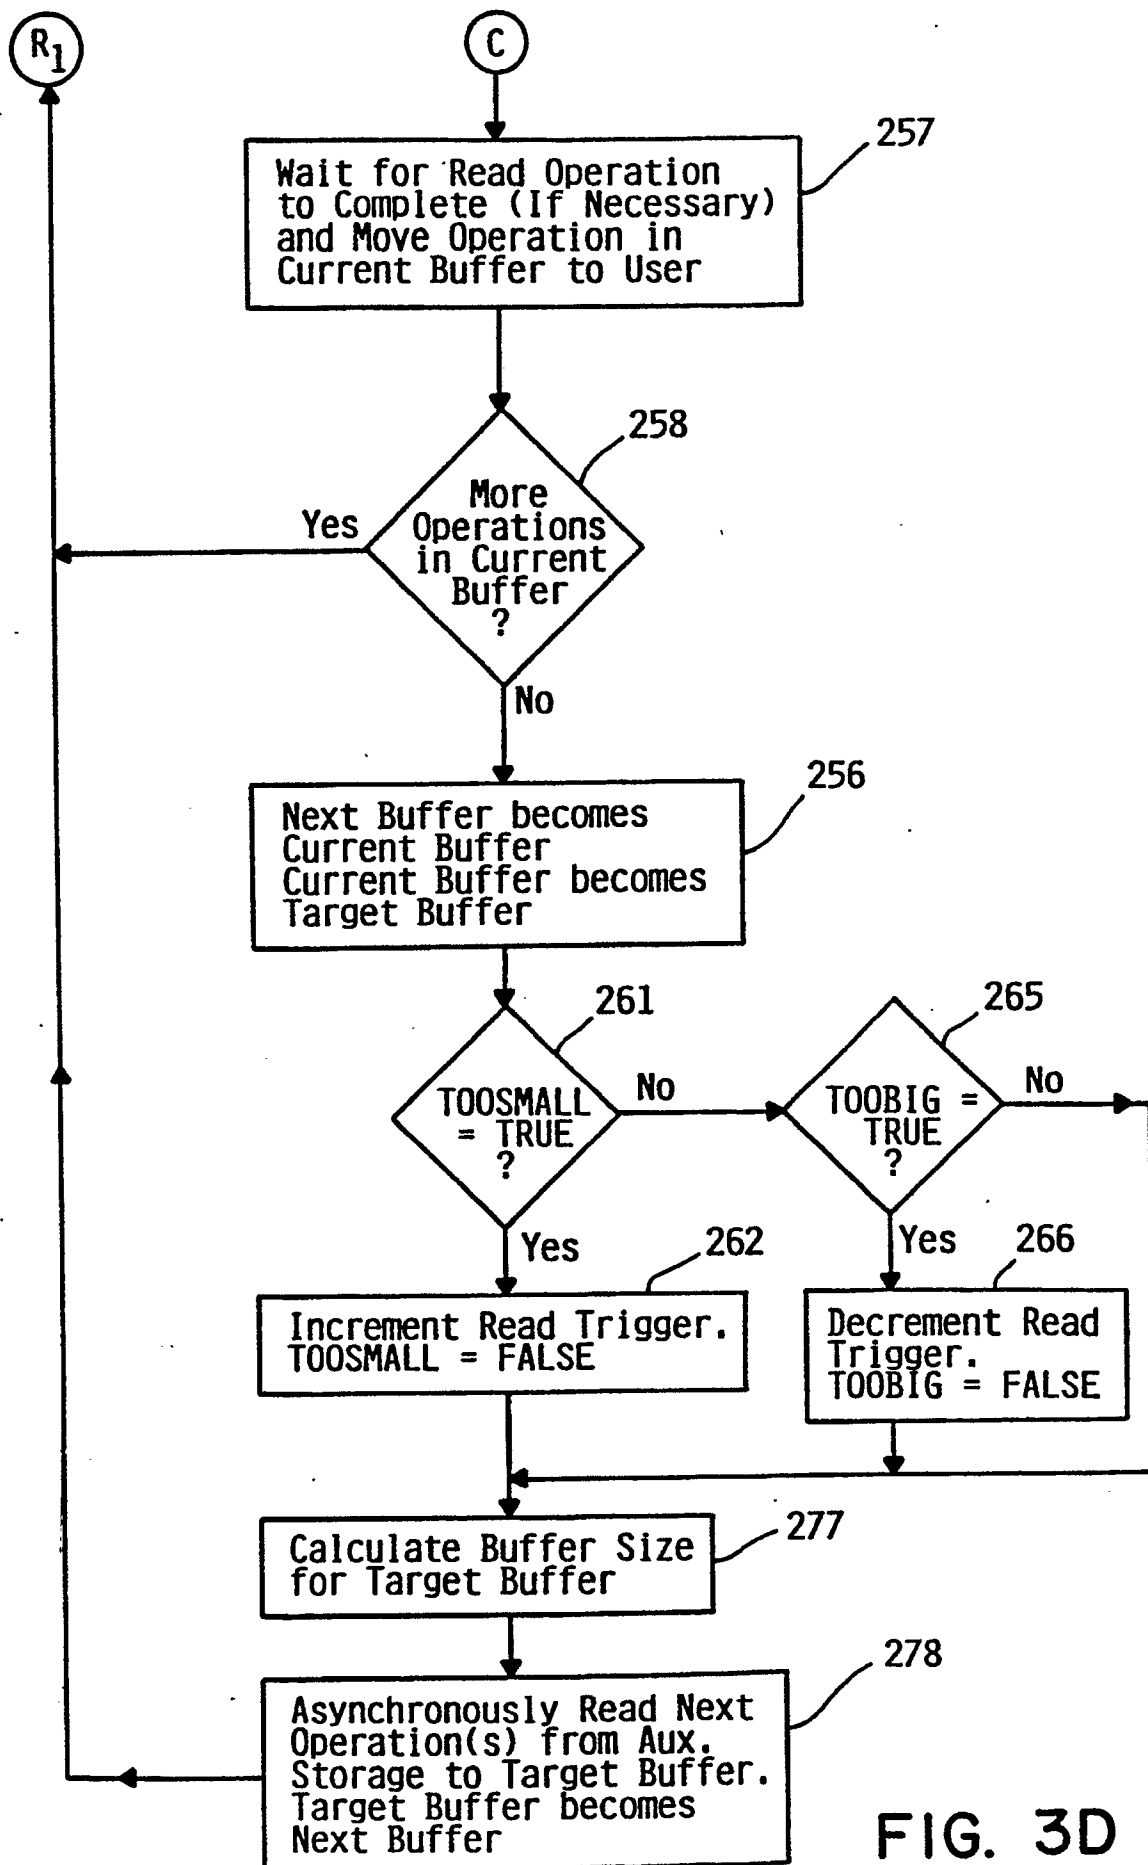 R1
C
257
Wait for Read Operation
to Complete (If Necessary)
and Move Operation in
Current Buffer to User
258
More
Operations
in Current
Buffer
?
Yes
No
256
Next Buffer becomes
Current Buffer
Current Buffer becomes
Target Buffer
261
TOOSMALL
= TRUE
?
No
265
TOOBIG =
TRUE
?
No
Yes
262
Increment Read Trigger.
TOOSMALL = FALSE
Yes
266
Decrement Read
Trigger.
TOOBIG = FALSE
277
Calculate Buffer Size
for Target Buffer
278
Asynchronously Read Next
Operation(s) from Aux.
Storage to Target Buffer.
Target Buffer becomes
Next Buffer
FIG. 3D